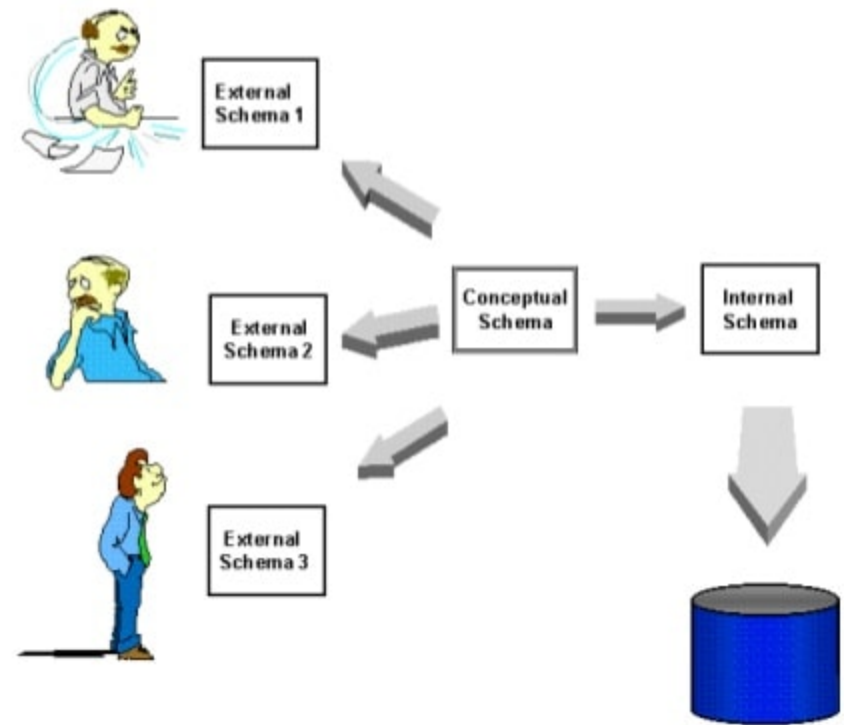 External
Schema 1
External
Schema 2
External
Schema 3
Conceptual
Schema
Internal
Schema